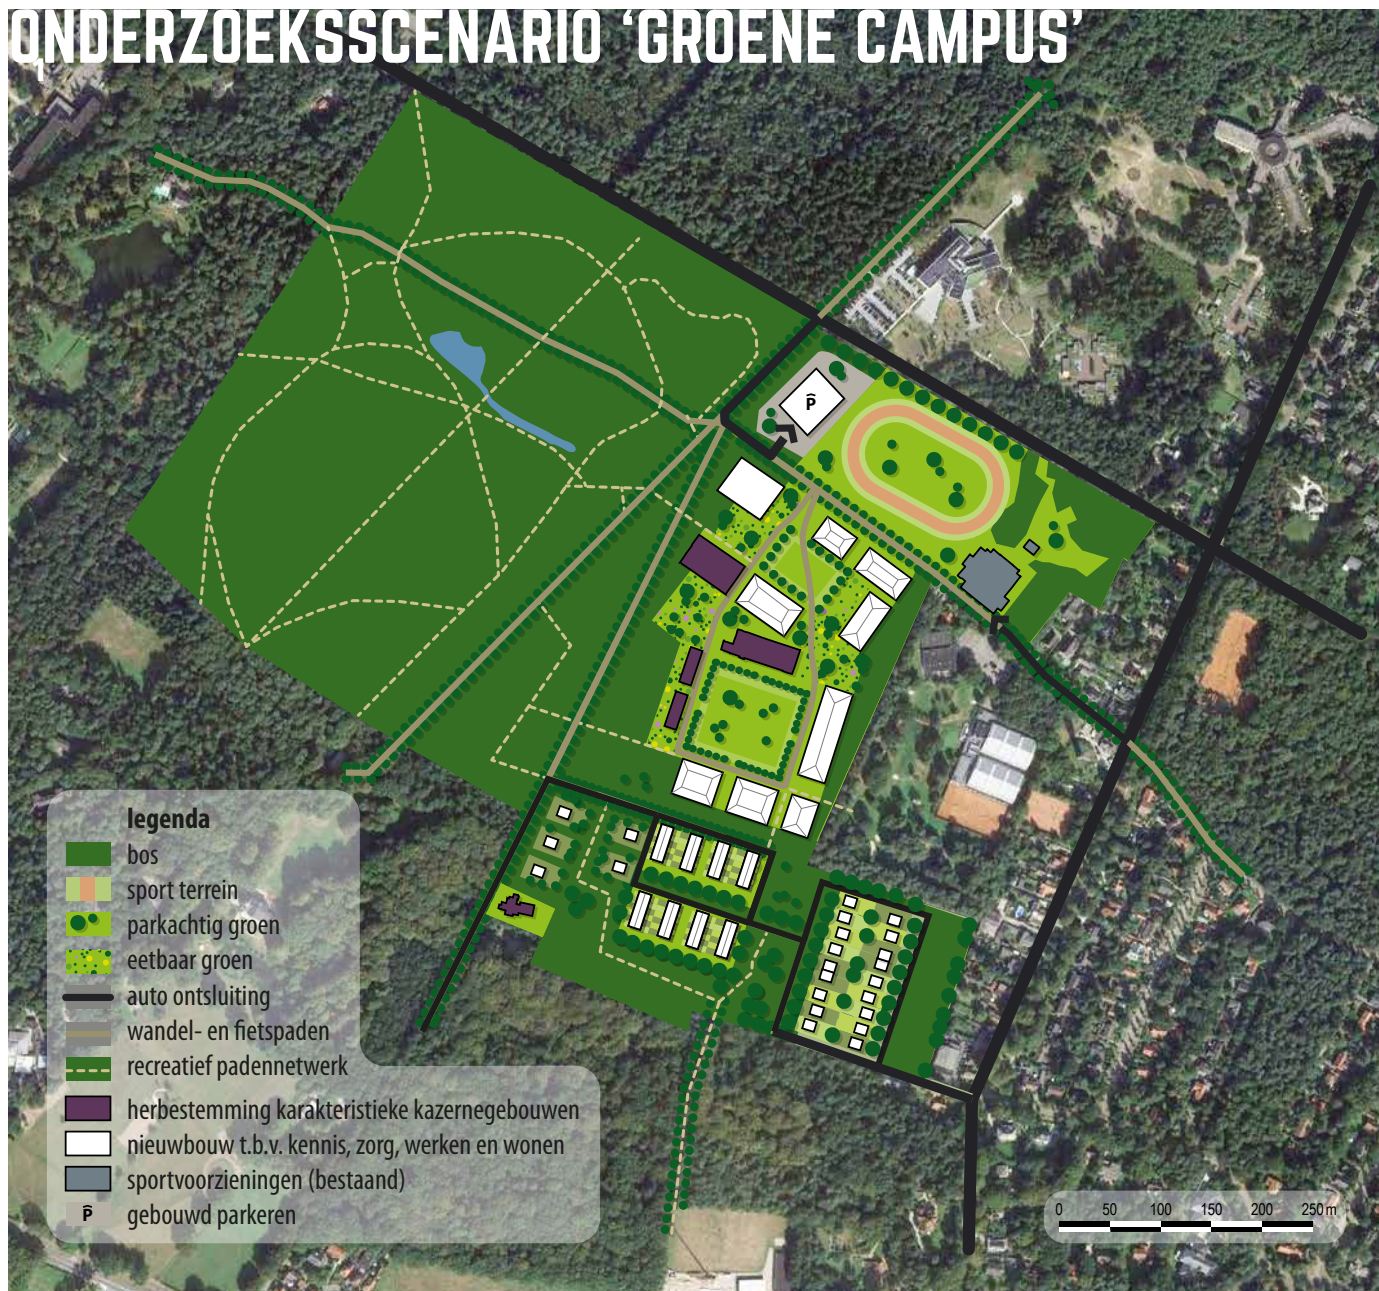 ONDERZOEKSSCENARIO ‘GROENE CAMPUS’
1
P
legenda
bos
sport terrein
parkachtig groen
eetbaar groen
auto ontsluiting
wandel- en fietspaden
recreatief padennetwerk
herbestemming karakteristieke kazernegebouwen
nieuwbouw t.b.v. kennis, zorg, werken en wonen
sportvoorzieningen (bestaand)
P gebouwd parkeren
0 50 100 150 200 250 m